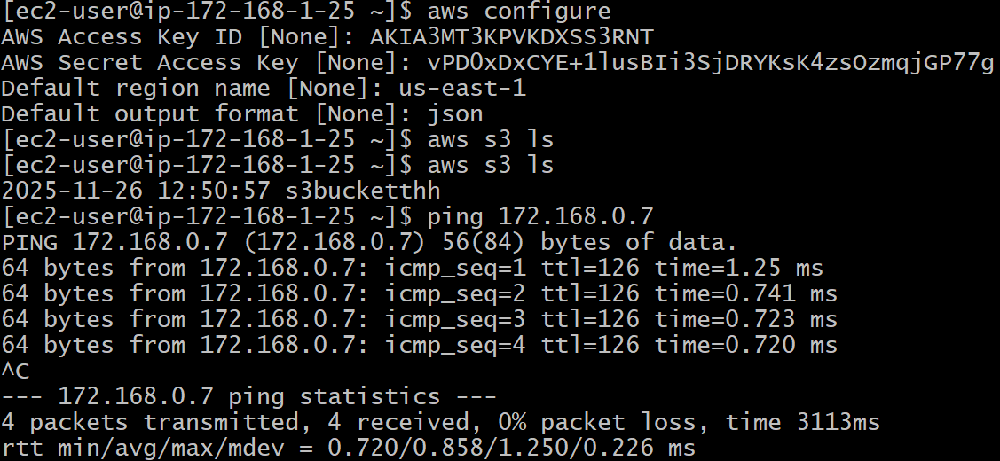 [ec2-user@ip-172-168-1-25 ~]$ aws configure
AWS Access Key ID [None]: AKIA3MT3KPVKDXSS3RNT
AWS Secret Access Key [None]: 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
Default region name [None]: us-east-1
Default output format [None]: json
[ec2-user@ip-172-168-1-25 ~]$ aws s3 ls
[ec2-user@ip-172-168-1-25 ~]$ aws s3 ls
2025-11-26 12:50:57 s3bucketthh
[ec2-user@ip-172-168-1-25 ~]$ ping 172.168.0.7
PING 172.168.0.7 (172.168.0.7) 56(84) bytes of data.
64 bytes from 172.168.0.7: icmp_seq=1 ttl=126 time=1.25 ms
64 bytes from 172.168.0.7: icmp_seq=2 ttl=126 time=0.741 ms
64 bytes from 172.168.0.7: icmp_seq=3 ttl=126 time=0.723 ms
64 bytes from 172.168.0.7: icmp_seq=4 ttl=126 time=0.720 ms
^C
--- 172.168.0.7 ping statistics ---
4 packets transmitted, 4 received, 0% packet loss, time 3113ms
rtt min/avg/max/mdev = 0.720/0.858/1.250/0.226 ms